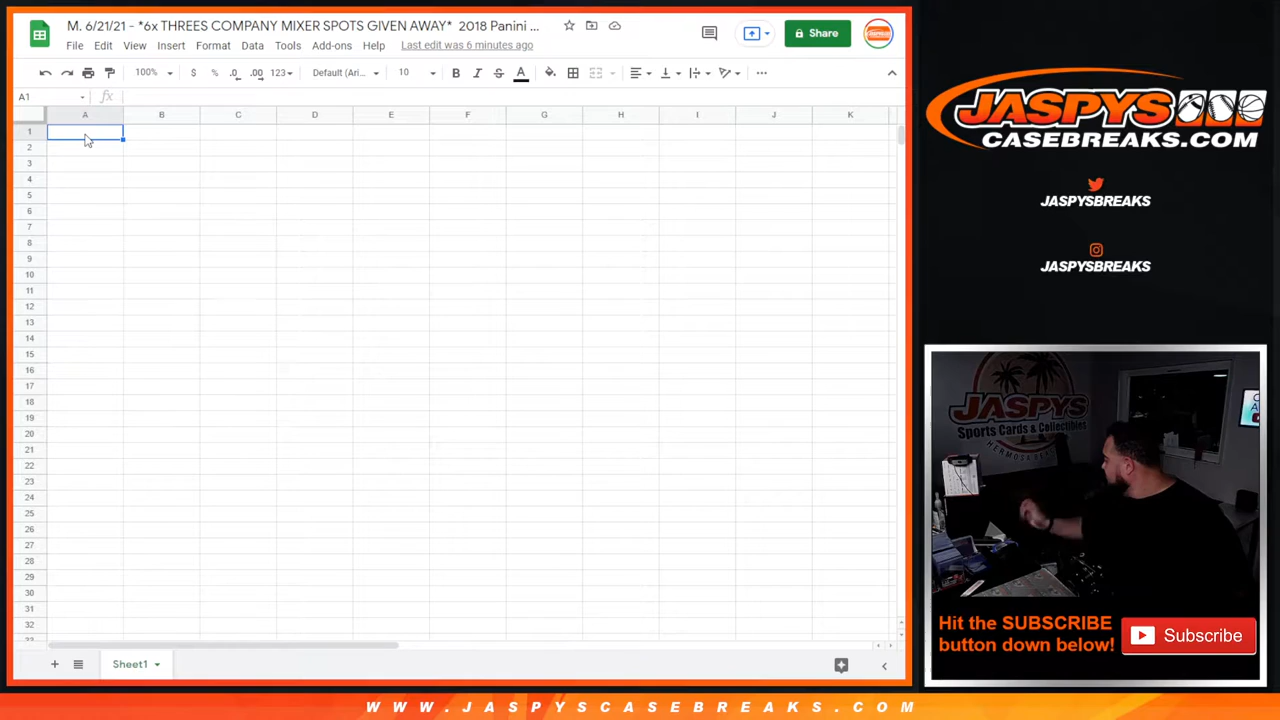 M. 6/21/21 - *6x THREES COMPANY MIXER SPOTS GIVEN AWAY* 2018 Panini ...
File Edit View Insert Format Data Tools Add-ons Help Last edit was 6 minutes ago
Share
100% $ % .0 .00 123 Default (Ari... 10 B I S A
A1 fx
A B C D E F G H I J K
1
2
3
4
5
6
7
8
9
10
11
12
13
14
15
16
17
18
19
20
21
22
23
24
25
26
27
28
29
30
31
32
33
Sheet1
JASPYS
CASEBREAKS.COM
JASPYSBREAKS
JASPYSBREAKS
JASPYS
Sports Cards & Collectibles
HERMOSA BEACH
Hit the SUBSCRIBE
button down below!
Subscribe
WWW.JASPYSCASEBREAKS.COM